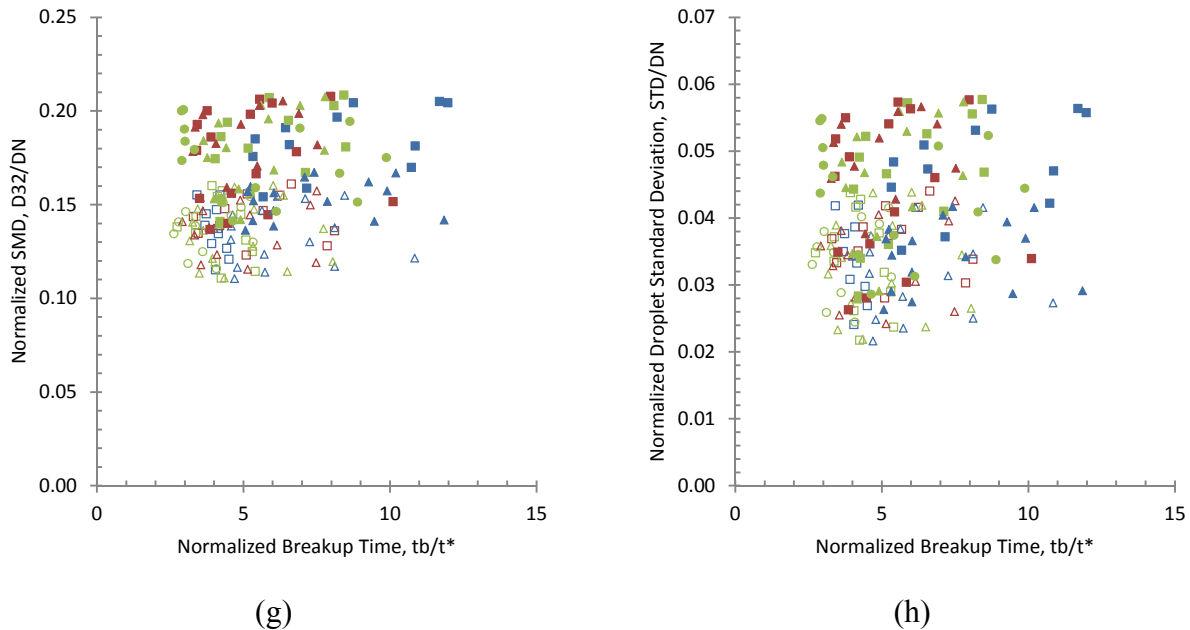 0.25
0.20
0.15
0.10
0.05
0.00
Normalized SMD, D32/DN
0 5 10 15
Normalized Breakup Time, tb/t*
(g)
0.07
0.06
0.05
0.04
0.03
0.02
0.01
0.00
Normalized Droplet Standard Deviation, STD/DN
0 5 10 15
Normalized Breakup Time, tb/t*
(h)